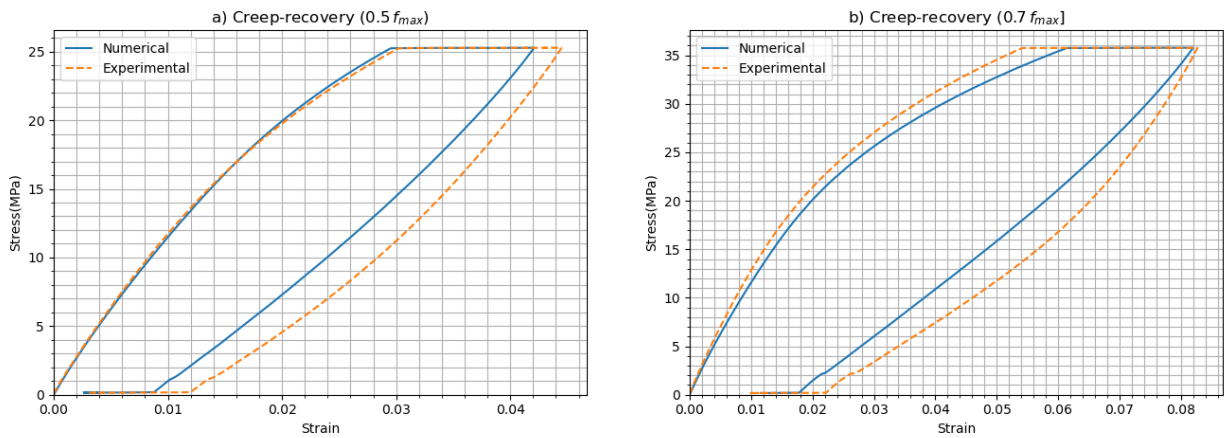 a) Creep-recovery (0.5 f_max)
Numerical
Experimental
Stress(MPa)
25
20
15
10
5
0
0.00 0.01 0.02 0.03 0.04
Strain
b) Creep-recovery (0.7 f_max]
Numerical
Experimental
Stress(MPa)
35
30
25
20
15
10
5
0
0.00 0.01 0.02 0.03 0.04 0.05 0.06 0.07 0.08
Strain